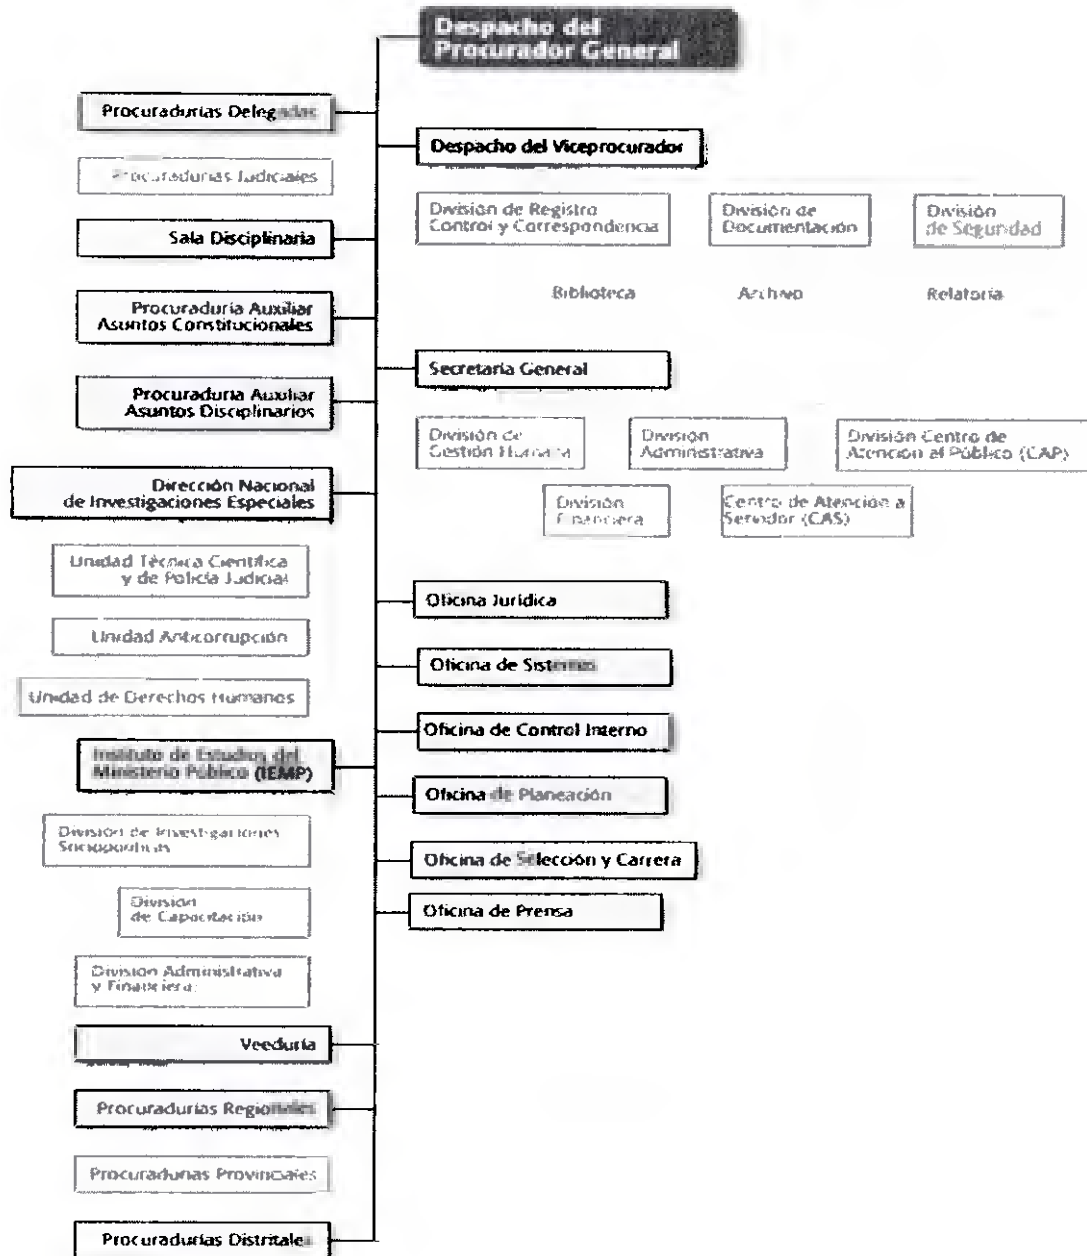 Despacho del
Procurador General
Procuradurías Delegadas
Despacho del Viceprocurador
Procuradurías Judiciales
División de Registro
Control y Correspondencia
División de
Documentación
División
de Seguridad
Sala Disciplinaria
Biblioteca
Archivo
Relatoría
Procuraduría Auxiliar
Asuntos Constitucionales
Secretaría General
Procuraduría Auxiliar
Asuntos Disciplinarios
División de
Gestión Humana
División
Administrativa
División Centro de
Atención al Público (CAP)
Dirección Nacional
de Investigaciones Especiales
División
Financiera
Centro de Atención a
Servidor (CAS)
Unidad Técnica Científica
y de Policía Judicial
Oficina Jurídica
Unidad Anticorrupción
Oficina de Sistemas
Unidad de Derechos Humanos
Oficina de Control Interno
Instituto de Estudios del
Ministerio Público (IEMP)
Oficina de Planeación
División de Investigaciones
Sociopolíticas
Oficina de Selección y Carrera
División
de Capacitación
Oficina de Prensa
División Administrativa
y Financiera
Veeduría
Procuradurías Regionales
Procuradurías Provinciales
Procuradurías Distritales